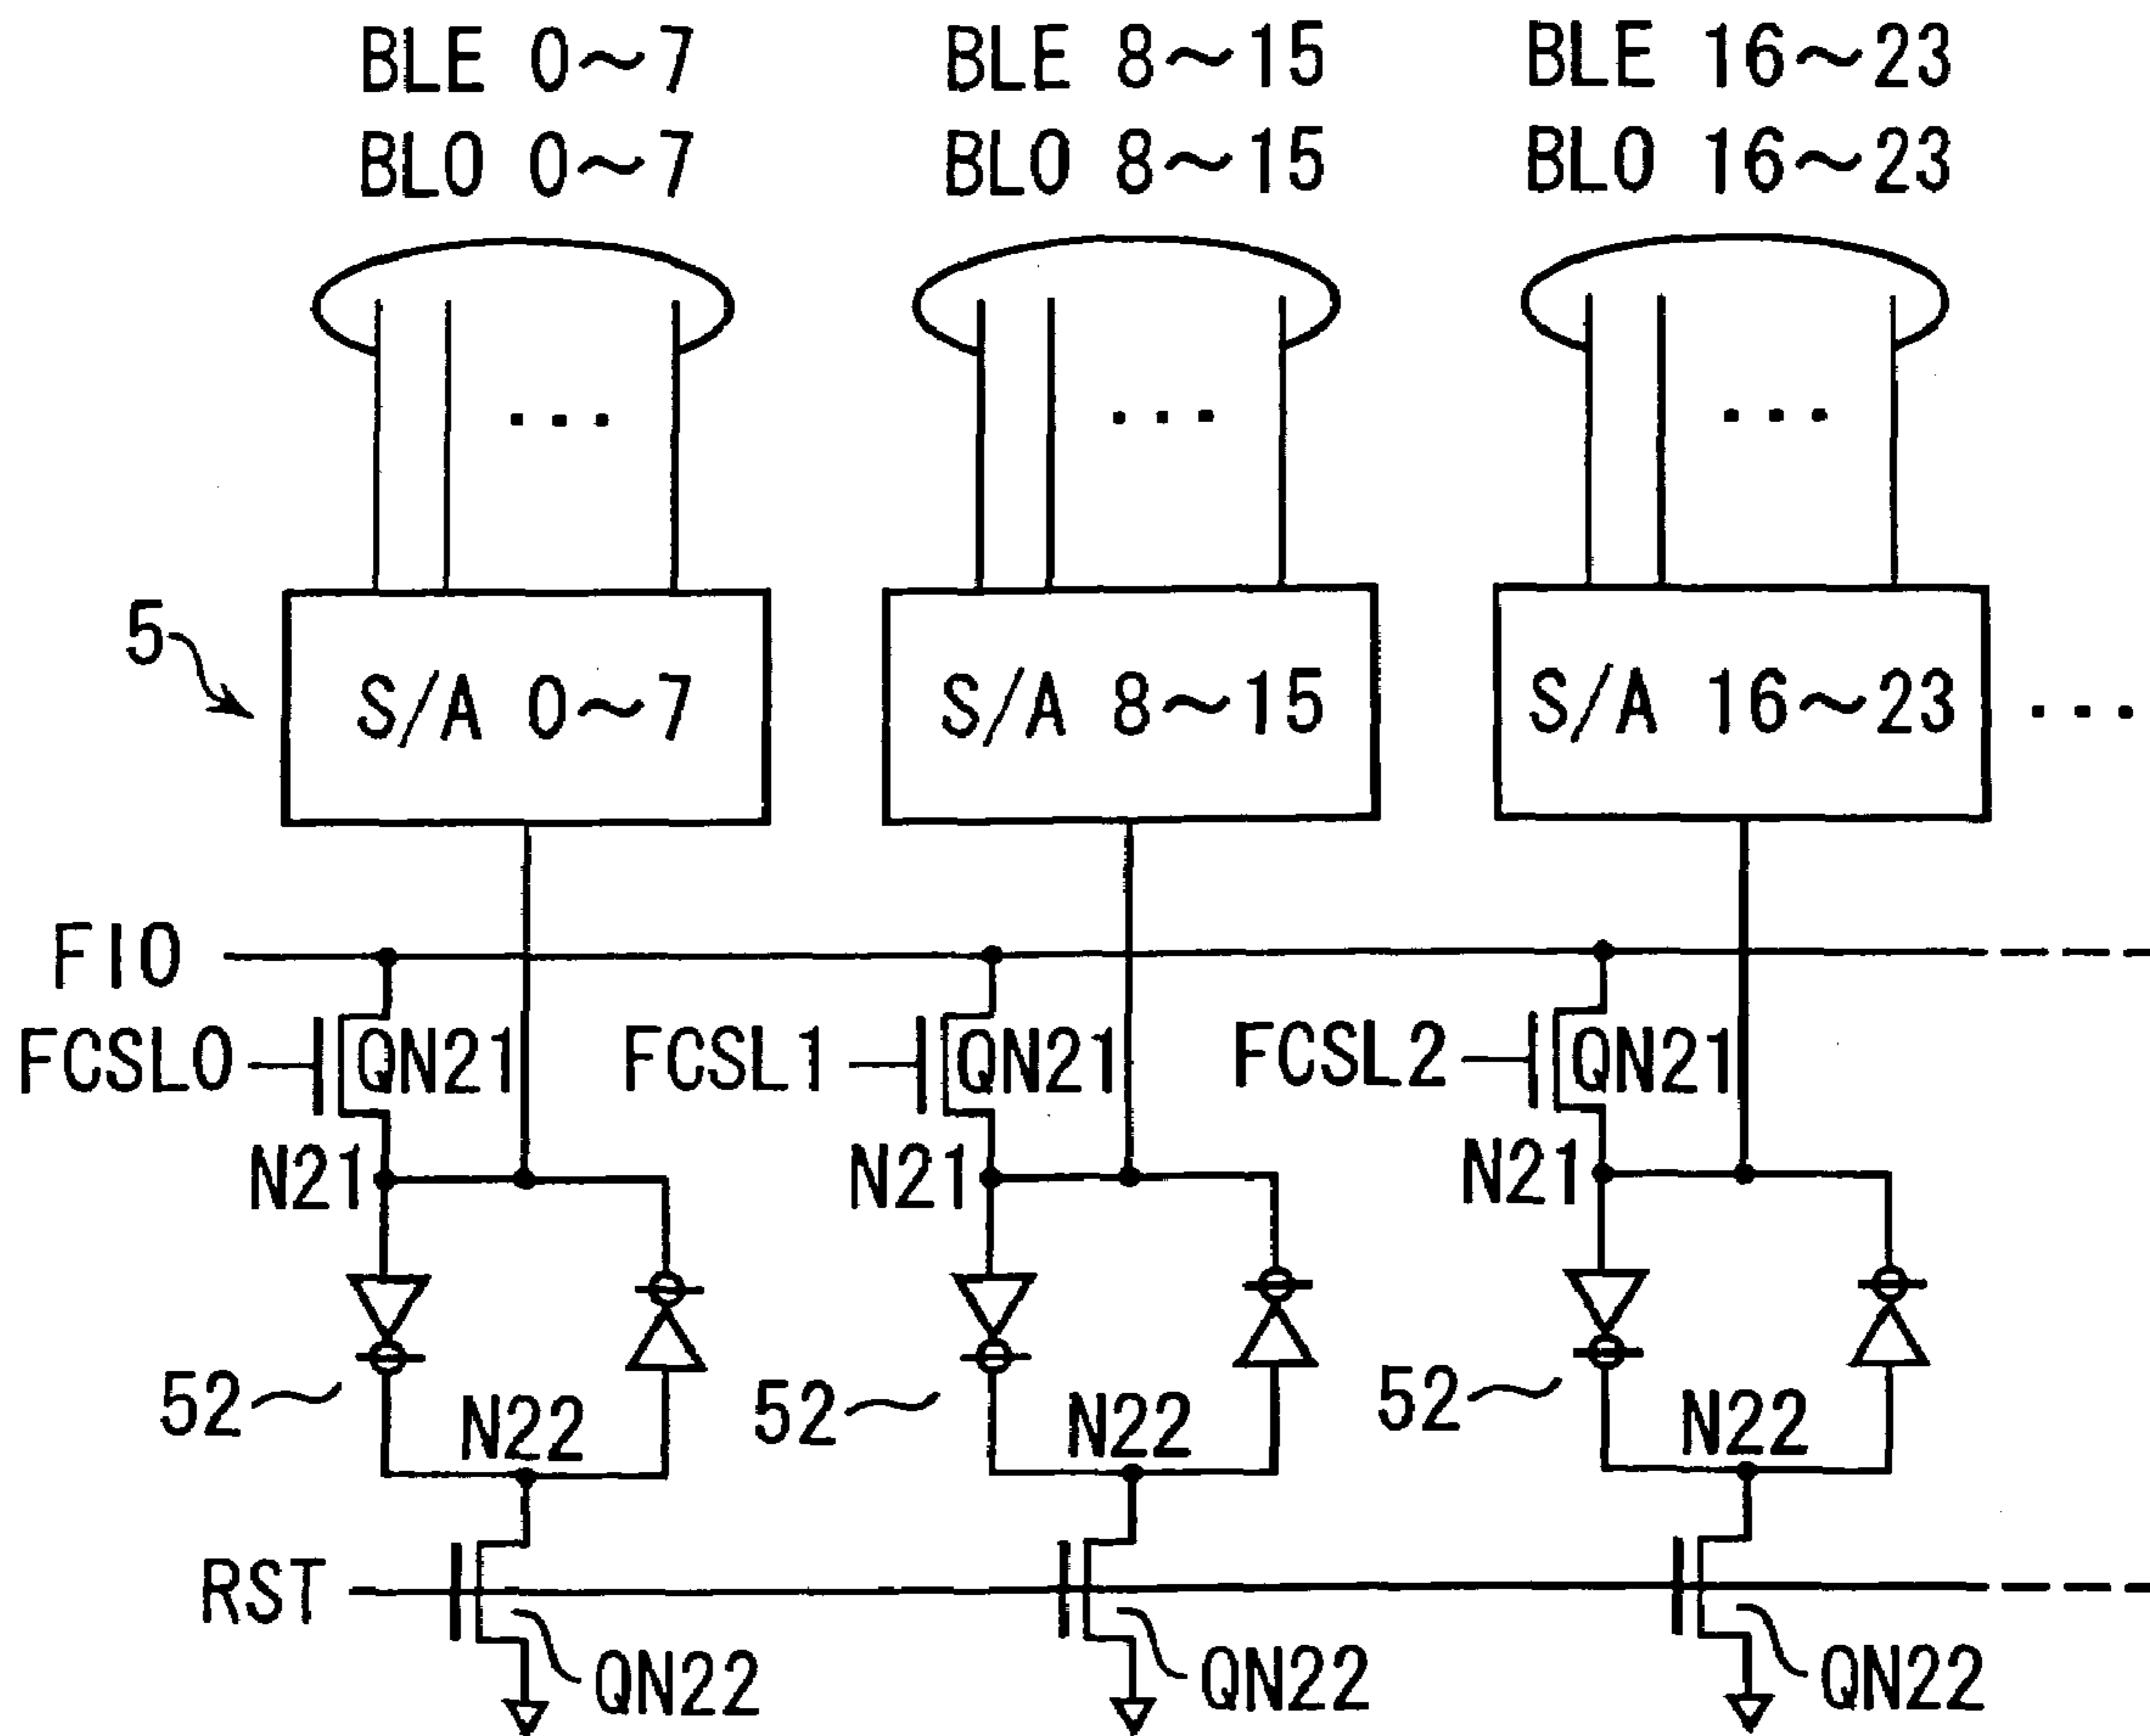 BLE 0~7 BLE 8~15 BLE 16~23
BLO 0~7 BLO 8~15 BLO 16~23
5
S/A 0~7 S/A 8~15 S/A 16~23 ...
FIO
FCSL0 QN21 FCSL1 QN21 FCSL2 QN21
N21 N21 N21
52 N22 52 N22 52 N22
RST
QN22 QN22 QN22